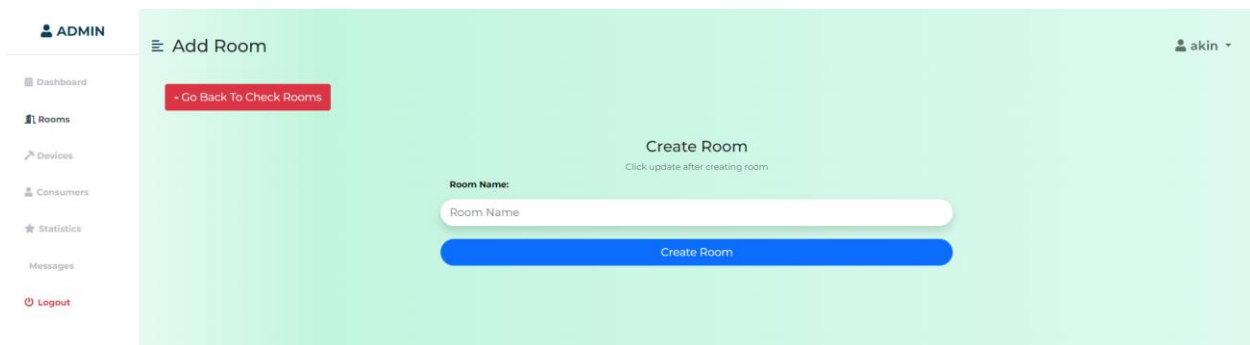 ADMIN
Dashboard
Rooms
Devices
Consumers
Statistics
Messages
Logout
Add Room
akin
- Go Back To Check Rooms
Create Room
Click update after creating room
Room Name:
Room Name
Create Room